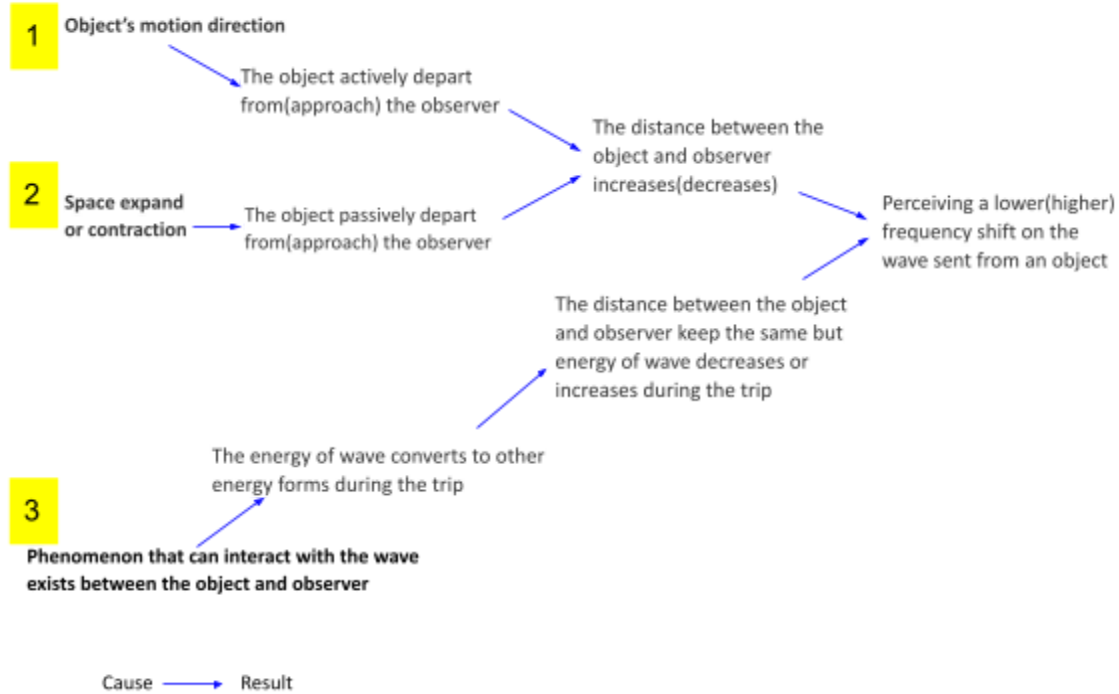 1
Object's motion direction
The object actively depart
from(approach) the observer
The distance between the
object and observer
increases(decreases)
2
Space expand
or contraction
The object passively depart
from(approach) the observer
Perceiving a lower(higher)
frequency shift on the
wave sent from an object
The distance between the object
and observer keep the same but
energy of wave decreases or
increases during the trip
The energy of wave converts to other
energy forms during the trip
3
Phenomenon that can interact with the wave
exists between the object and observer
Cause
Result